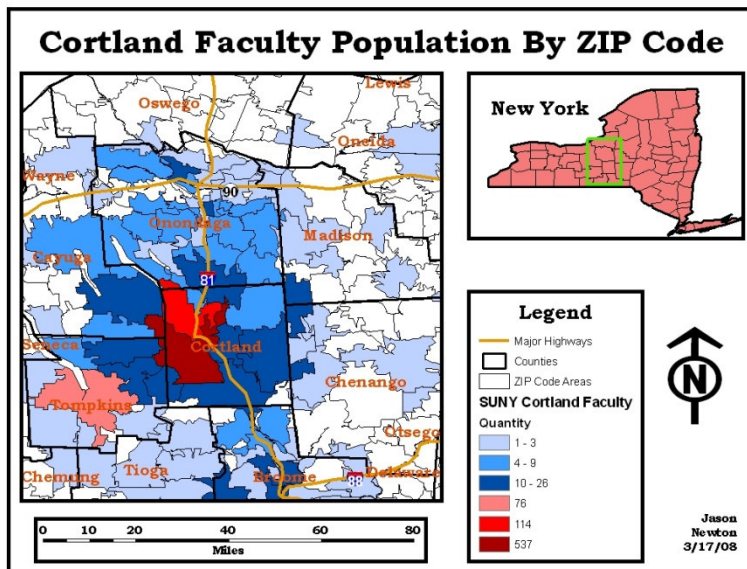 Cortland Faculty Population By ZIP Code
Lewis
Oswego
Oneida
Wayne
90
Onondaga
Madison
Cayuga
81
Seneca
Cortland
Chenango
Tompkins
Otsego
Chemung
Tioga
Broome
Delaware
88
New York
Legend
Major Highways
Counties
ZIP Code Areas
SUNY Cortland Faculty
Quantity
1 - 3
4 - 9
10 - 26
76
114
537
N
0 20 40 60 80
Miles
Jason
Newton
3/17/08